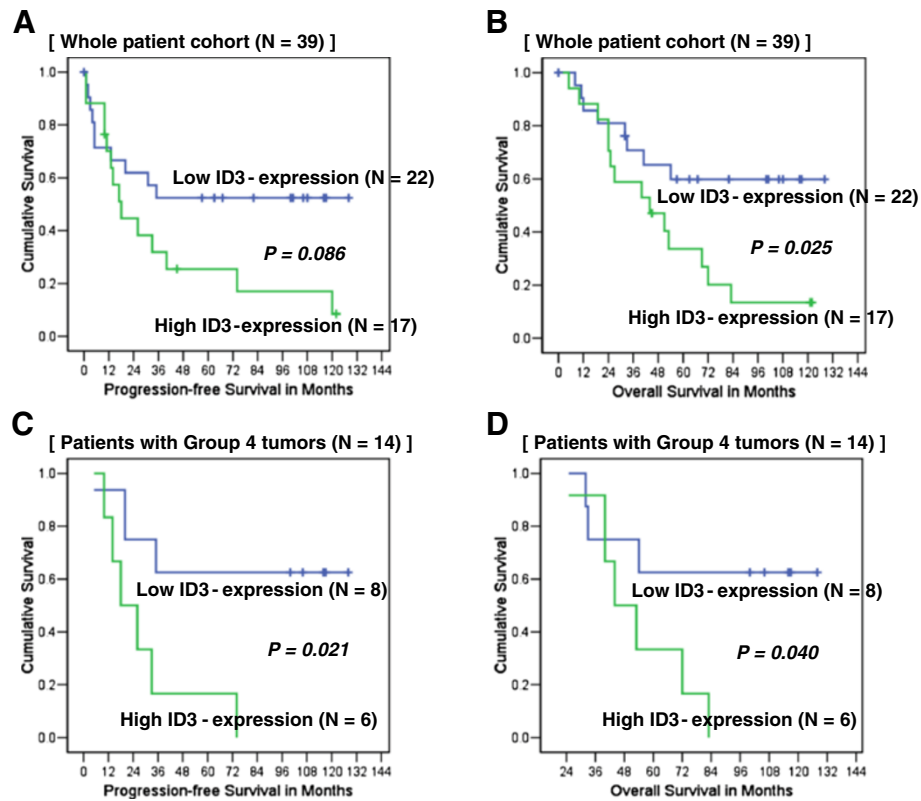 A
[ Whole patient cohort (N = 39) ]
Cumulative Survival
1.0
0.8
0.6
0.4
0.2
0.0
Low ID3 - expression (N = 22)
P = 0.086
High ID3-expression (N = 17)
0 12 24 36 48 60 72 84 96 108 120 132 144
Progression-free Survival in Months
B
[ Whole patient cohort (N = 39) ]
Cumulative Survival
1.0
0.8
0.6
0.4
0.2
0.0
Low ID3 - expression (N = 22)
P = 0.025
High ID3 - expression (N = 17)
0 12 24 36 48 60 72 84 96 108 120 132 144
Overall Survival in Months
C
[ Patients with Group 4 tumors (N = 14) ]
Cumulative Survival
1.0
0.8
0.6
0.4
0.2
0.0
Low ID3 - expression (N = 8)
P = 0.021
High ID3 - expression (N = 6)
0 12 24 36 48 60 72 84 96 108 120 132 144
Progression-free Survival in Months
D
[ Patients with Group 4 tumors (N = 14) ]
Cumulative Survival
1.0
0.8
0.6
0.4
0.2
0.0
Low ID3 - expression (N = 8)
P = 0.040
High ID3 - expression (N = 6)
24 36 48 60 72 84 96 108 120 132 144
Overall Survival in Months